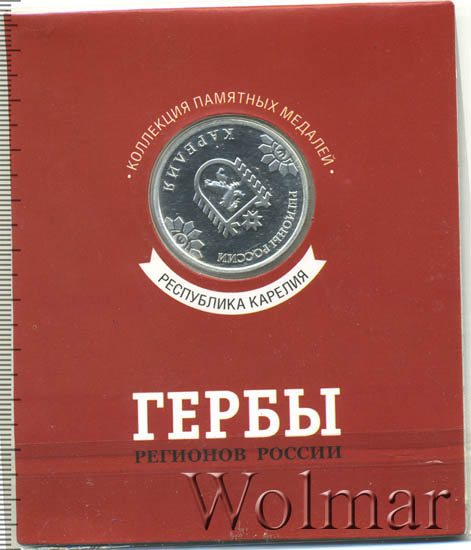 · КОЛЛЕКЦИЯ ПАМЯТНЫХ МЕДАЛЕЙ ·
КАРЕЛИЯ
РЕГИОНЫ РОССИИ
РЕСПУБЛИКА КАРЕЛИЯ
ГЕРБЫ
РЕГИОНОВ РОССИИ
Wolmar